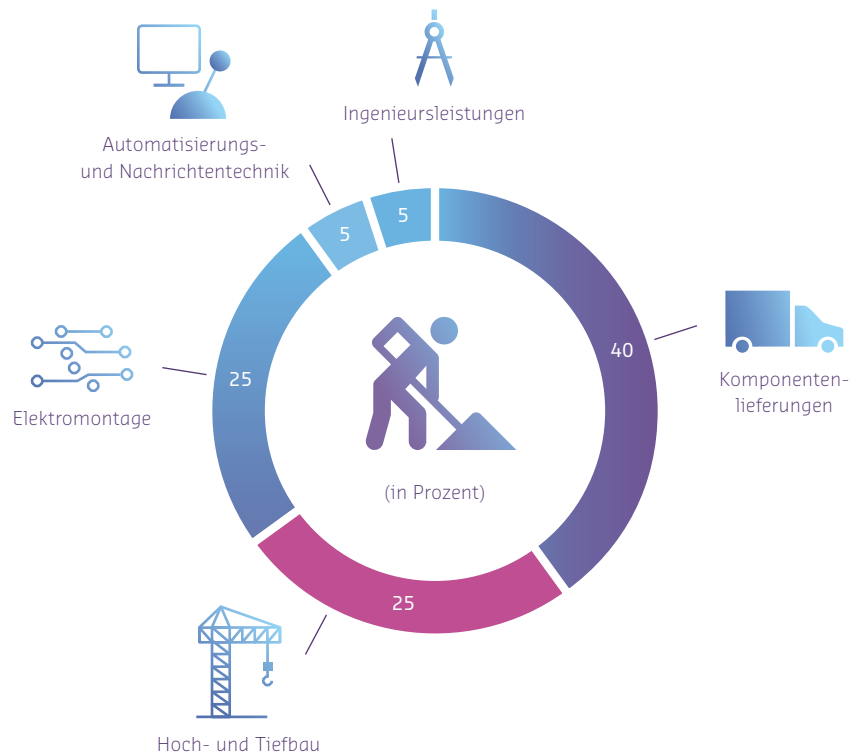 Ingenieursleistungen
Automatisierungs-
und Nachrichtentechnik
5
5
40
Komponenten-
lieferungen
25
Elektromontage
(in Prozent)
25
Hoch- und Tiefbau